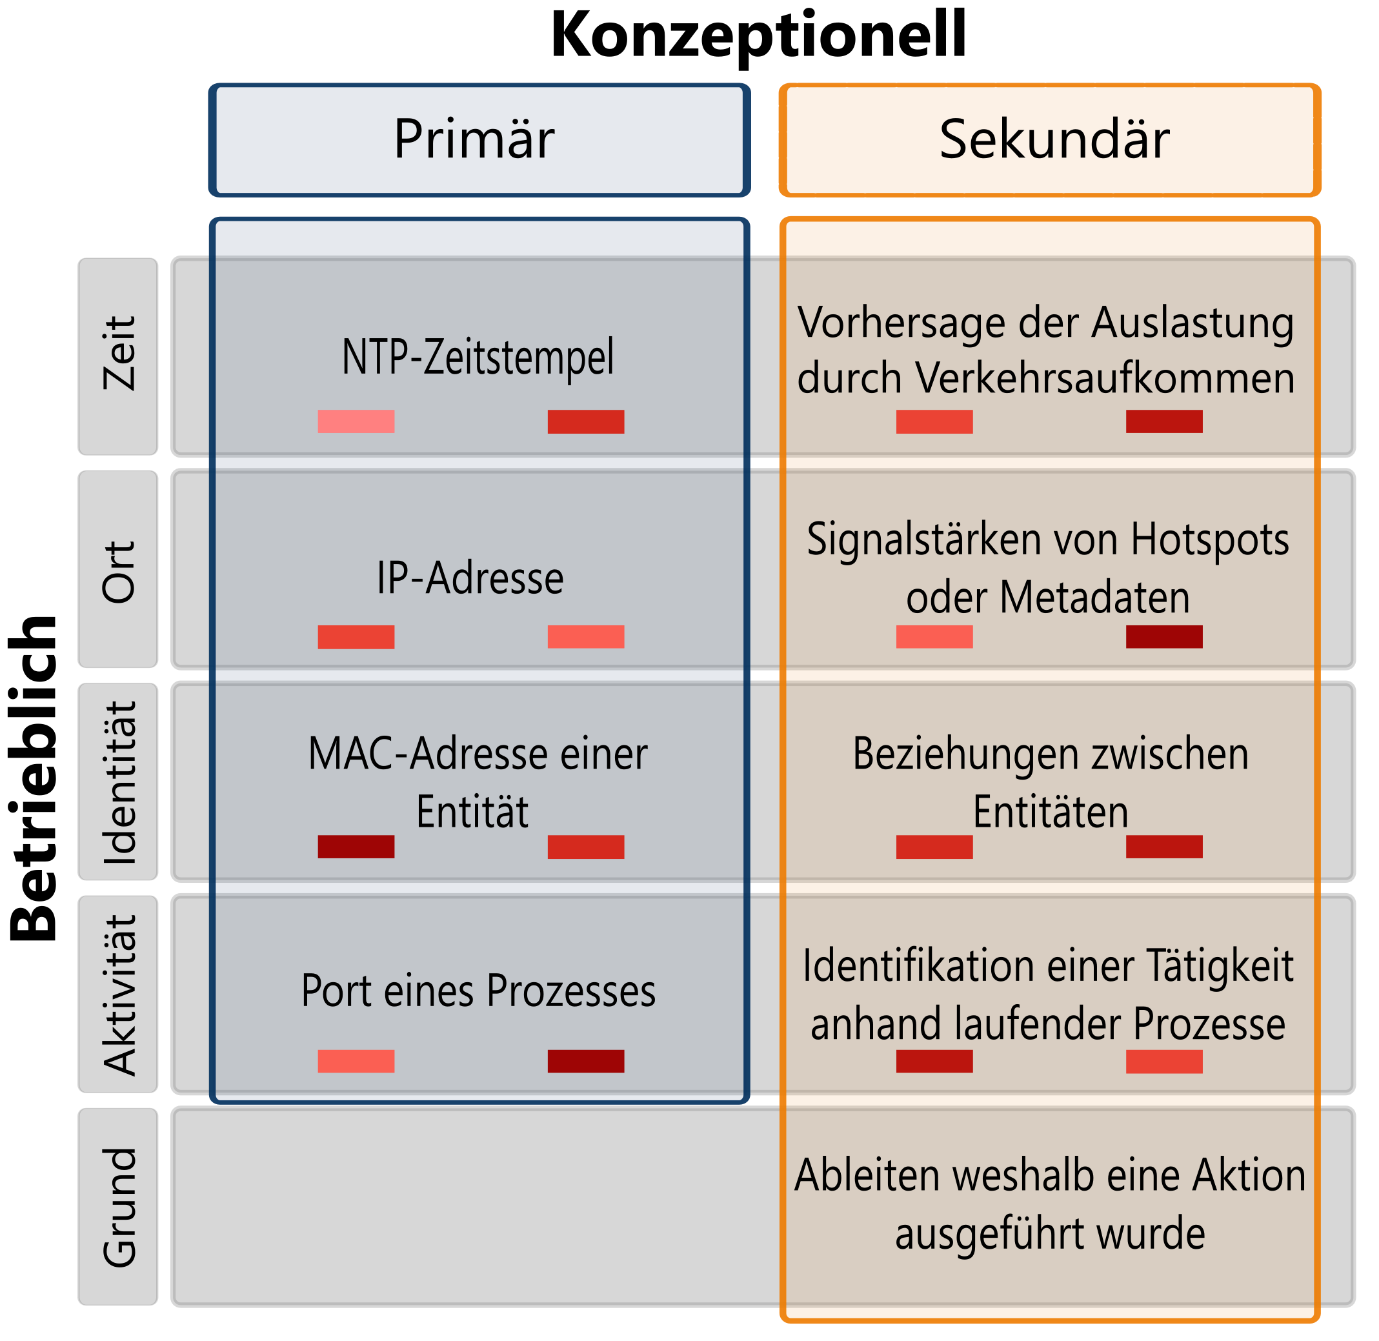 Konzeptionell
Primär
Sekundär
Betrieblich
Zeit
NTP-Zeitstempel
Vorhersage der Auslastung
durch Verkehrsaufkommen
Ort
IP-Adresse
Signalstärken von Hotspots
oder Metadaten
Identität
MAC-Adresse einer
Entität
Beziehungen zwischen
Entitäten
Aktivität
Port eines Prozesses
Identifikation einer Tätigkeit
anhand laufender Prozesse
Grund
Ableiten weshalb eine Aktion
ausgeführt wurde